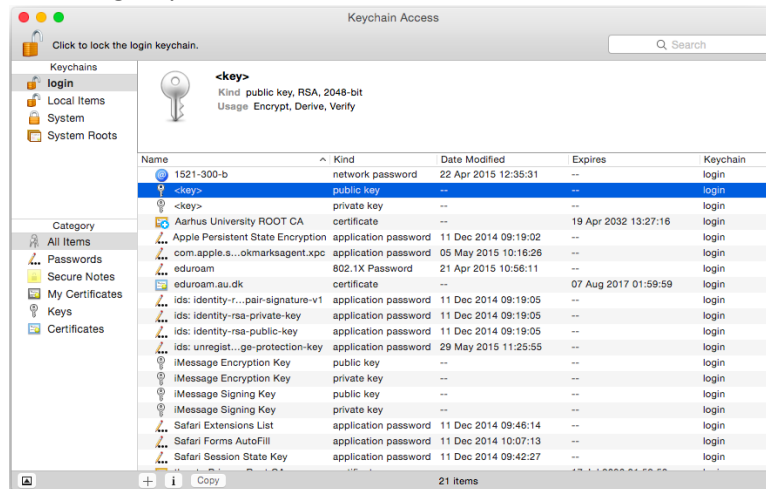 Keychain Access
Click to lock the login keychain.
Search
Keychains
login
Local Items
System
System Roots
<key>
Kind public key, RSA, 2048-bit
Usage Encrypt, Derive, Verify
Name Kind Date Modified Expires Keychain
1521-300-b network password 22 Apr 2015 12:35:31 -- login
<key> public key -- -- login
<key> private key -- -- login
Aarhus University ROOT CA certificate -- 19 Apr 2032 13:27:16 login
Apple Persistent State Encryption application password 11 Dec 2014 09:19:02 -- login
com.apple.s...okmarksagent.xpc application password 05 May 2015 10:16:26 -- login
eduroam 802.1X Password 21 Apr 2015 10:56:11 -- login
eduroam.au.dk certificate -- 07 Aug 2017 01:59:59 login
ids: identity-r...pair-signature-v1 application password 11 Dec 2014 09:19:05 -- login
ids: identity-rsa-private-key application password 11 Dec 2014 09:19:05 -- login
ids: identity-rsa-public-key application password 11 Dec 2014 09:19:05 -- login
ids: unregist...ge-protection-key application password 29 May 2015 11:25:55 -- login
iMessage Encryption Key public key -- -- login
iMessage Encryption Key private key -- -- login
iMessage Signing Key public key -- -- login
iMessage Signing Key private key -- -- login
Safari Extensions List application password 11 Dec 2014 09:46:14 -- login
Safari Forms AutoFill application password 11 Dec 2014 10:07:13 -- login
Safari Session State Key application password 11 Dec 2014 09:42:27 -- login
Category
All Items
Passwords
Secure Notes
My Certificates
Keys
Certificates
+ i Copy
21 items